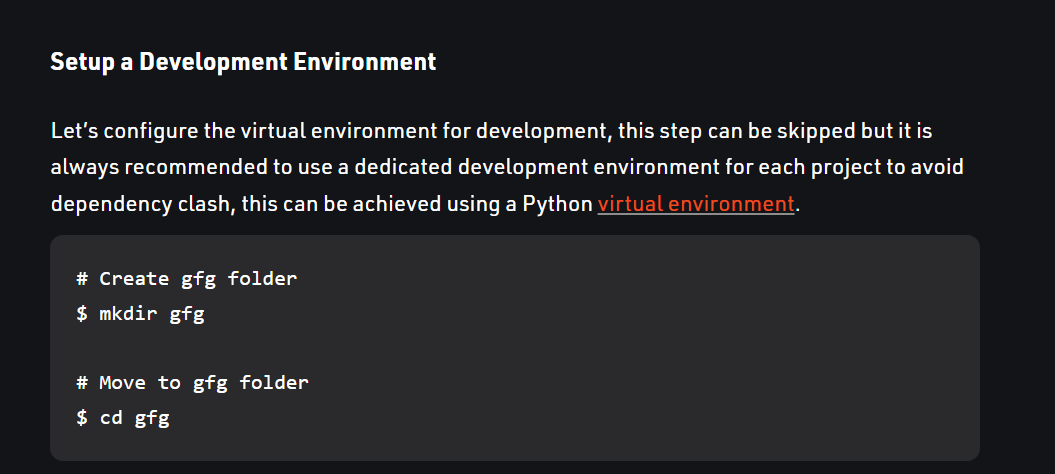 Setup a Development Environment
Let’s configure the virtual environment for development, this step can be skipped but it is
always recommended to use a dedicated development environment for each project to avoid
dependency clash, this can be achieved using a Python virtual environment.
# Create gfg folder
$ mkdir gfg
# Move to gfg folder
$ cd gfg